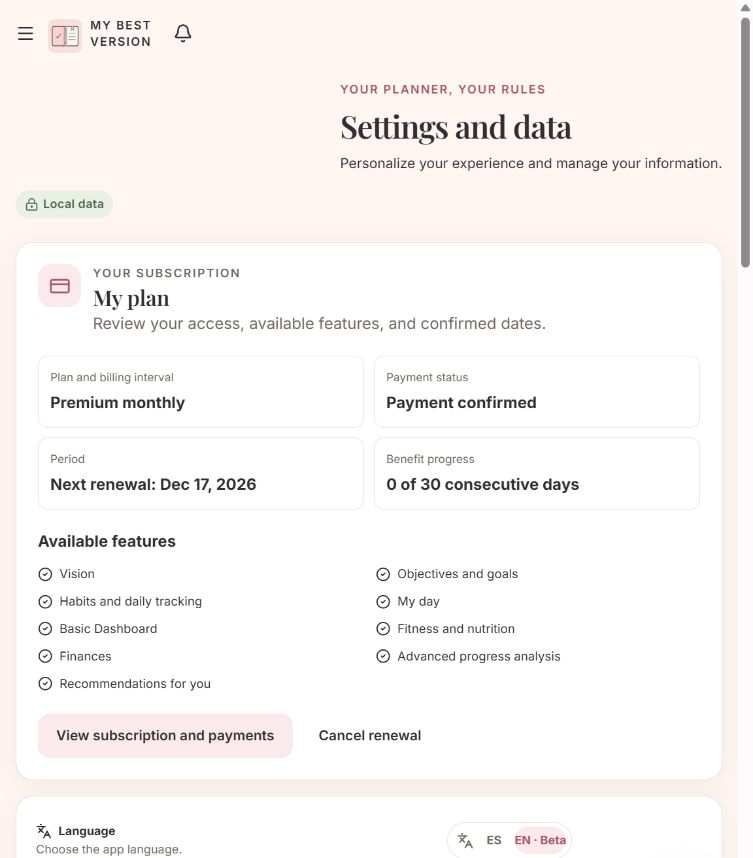 MY BEST
VERSION
YOUR PLANNER, YOUR RULES
Settings and data
Personalize your experience and manage your information.
Local data
YOUR SUBSCRIPTION
My plan
Review your access, available features, and confirmed dates.
Plan and billing interval
Premium monthly
Payment status
Payment confirmed
Period
Next renewal: Dec 17, 2026
Benefit progress
0 of 30 consecutive days
Available features
Vision
Objectives and goals
Habits and daily tracking
My day
Basic Dashboard
Fitness and nutrition
Finances
Advanced progress analysis
Recommendations for you
View subscription and payments
Cancel renewal
Language
Choose the app language.
ES
EN · Beta